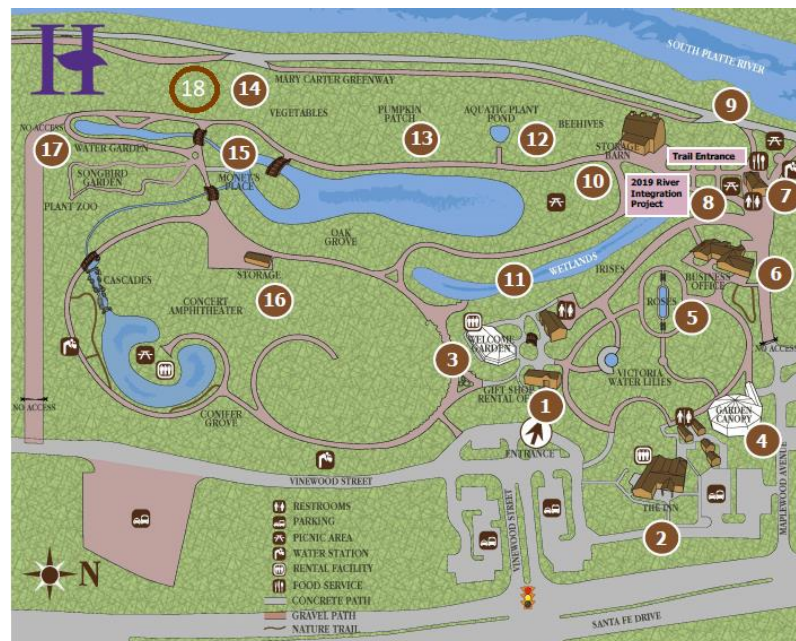 H
SOUTH PLATTE RIVER
18
14
MARY CARTER GREENWAY
VEGETABLES
PUMPKIN
PATCH
13
AQUATIC PLANT
POND
12
BEEHIVES
9
STORAGE
BARN
Trail Entrance
NO ACCESS
17
WATER GARDEN
15
MONET'S
PLACE
SONGBIRD
GARDEN
PLANT ZOO
10
2019 River
Integration
Project
8
7
OAK
GROVE
WETLANDS
IRISES
11
BUSINESS
OFFICE
6
STORAGE
16
CASCADES
CONCERT
AMPHITHEATER
ROSES
5
WELCOME
GARDEN
3
NO ACCESS
VICTORIA
WATER LILIES
GIFT SHOP
RENTAL OF
1
GARDEN
CANOPY
4
NO ACCESS
CONIFER
GROVE
ENTRANCE
VINEWOOD STREET
MAPLEWOOD AVENUE
THE INN
2
VINEWOOD STREET
RESTROOMS
PARKING
PICNIC AREA
WATER STATION
RENTAL FACILITY
FOOD SERVICE
CONCRETE PATH
GRAVEL PATH
NATURE TRAIL
N
SANTA FE DRIVE